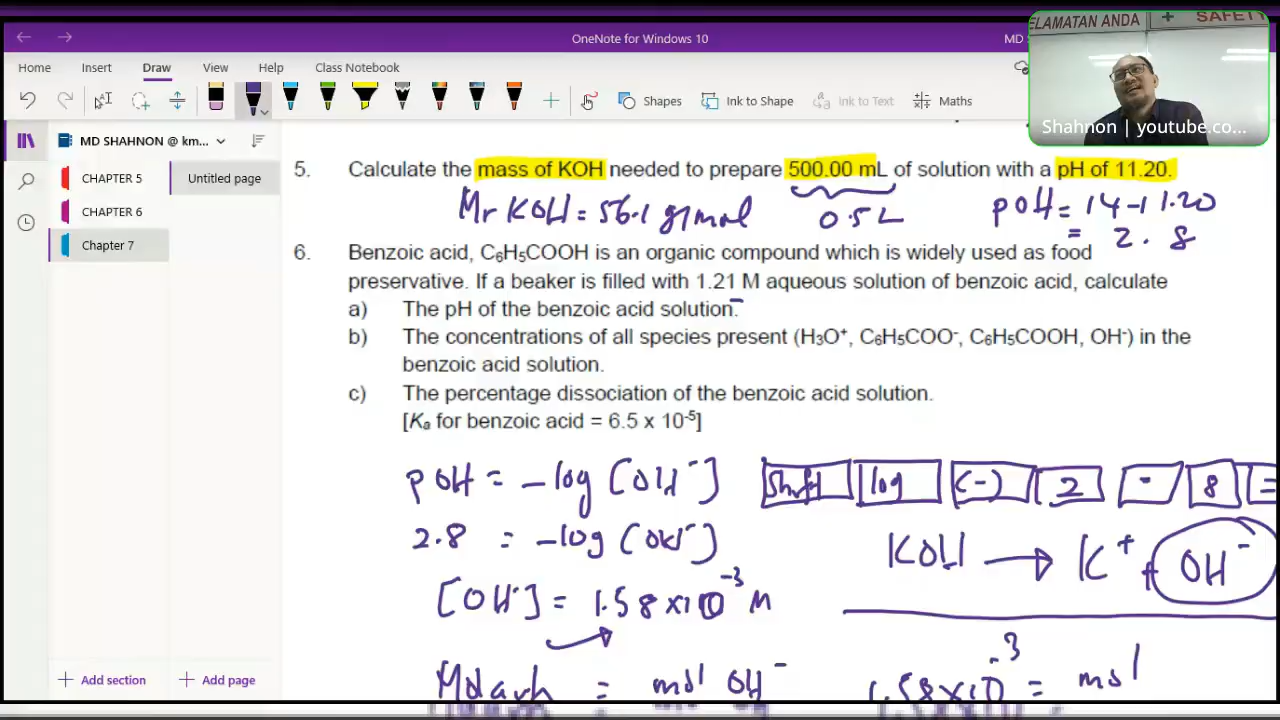 OneNote for Windows 10
MD S
ELAMATAN ANDA + SAFETY
Home Insert Draw View Help Class Notebook
Shapes Ink to Shape Ink to Text Maths
Shahnon | youtube.co...
MD SHAHNON @ km...
CHAPTER 5
CHAPTER 6
Chapter 7
Untitled page
5. Calculate the mass of KOH needed to prepare 500.00 mL of solution with a pH of 11.20.
Mr KOH = 56.1 g/mol 0.5 L pOH = 14 - 11.20
= 2.8
6. Benzoic acid, C₆H₅COOH is an organic compound which is widely used as food
preservative. If a beaker is filled with 1.21 M aqueous solution of benzoic acid, calculate
a) The pH of the benzoic acid solution.
b) The concentrations of all species present (H₃O⁺, C₆H₅COO⁻, C₆H₅COOH, OH⁻) in the
benzoic acid solution.
c) The percentage dissociation of the benzoic acid solution.
[Kₐ for benzoic acid = 6.5 x 10⁻⁵]
pOH = -log [OH⁻] Shift log (-) 2 . 8 =
2.8 = -log [OH⁻]
KOH → K⁺ + OH⁻
[OH⁻] = 1.58×10⁻³ M
mol OH⁻ 1.58×10⁻³ = mol
Add section Add page